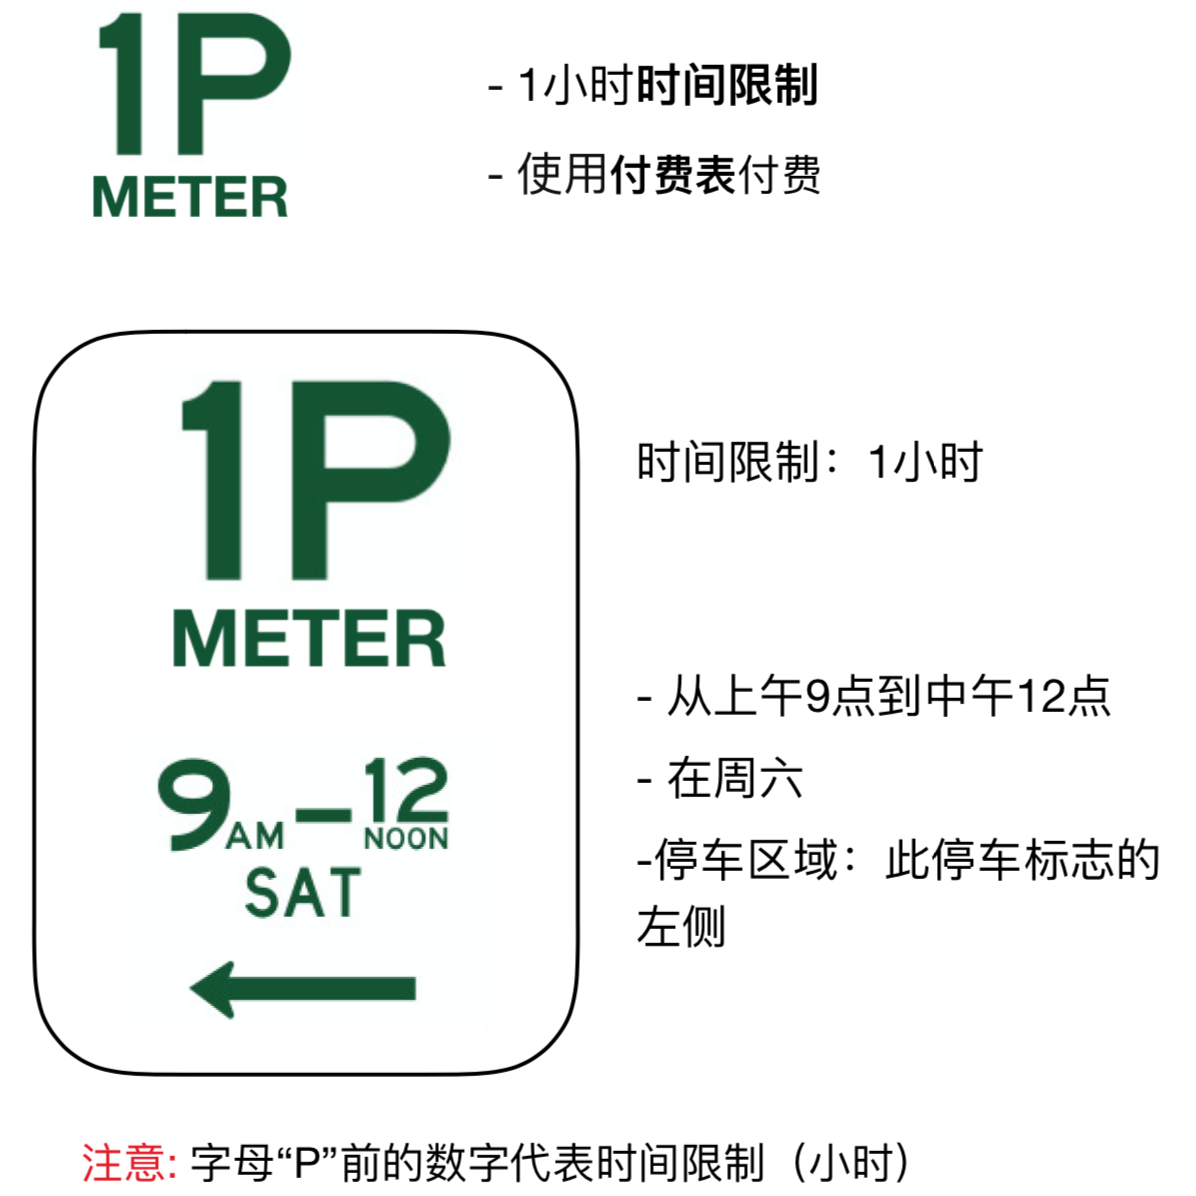 1P
METER
- 1小时时间限制
- 使用付费表付费
1P
METER
9AM–12NOON
SAT
时间限制：1小时
- 从上午9点到中午12点
- 在周六
-停车区域：此停车标志的
左侧
注意: 字母“P”前的数字代表时间限制（小时）